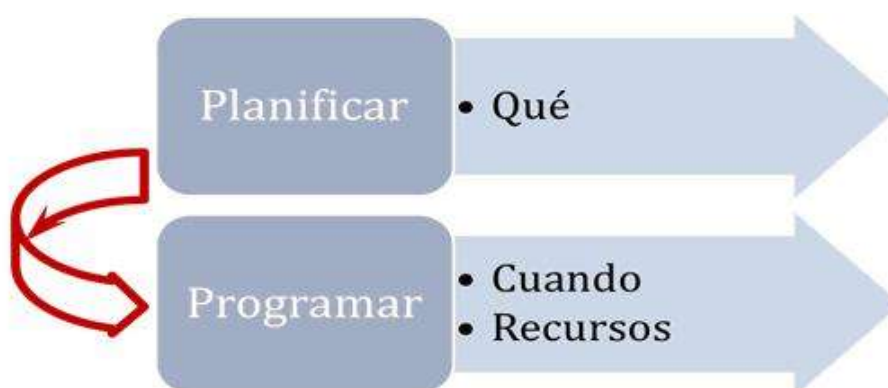 Planificar
• Qué
Programar
• Cuando
• Recursos